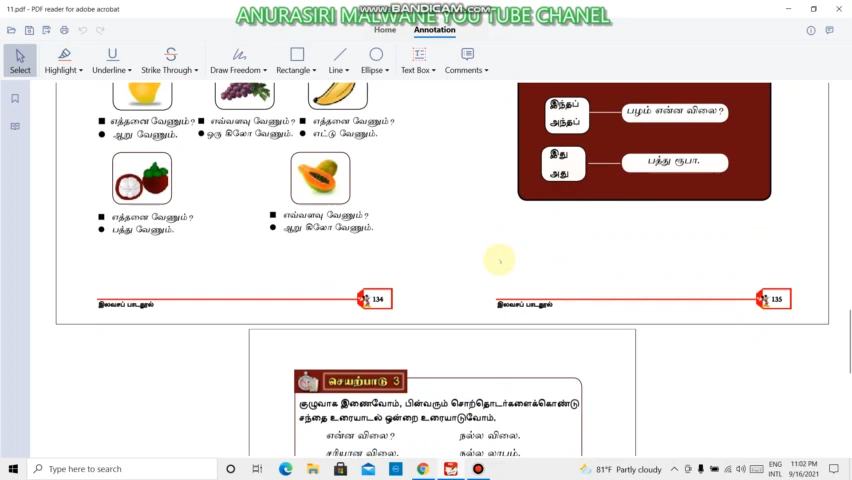 www.BANDICAM.com
ANURASIRI MALWANE YOU TUBE CHANEL
11.pdf - PDF reader for adobe acrobat
Home Annotation
Select Highlight Underline Strike Through Draw Freedom Rectangle Line Ellipse Text Box Comments
■ எத்தனை வேணும்? ■ எவ்வளவு வேணும்? ■ எத்தனை வேணும்?
● ஆறு வேணும். ● ஒரு கிலோ வேணும். ● எட்டு வேணும்.
■ எத்தனை வேணும்? ■ எவ்வளவு வேணும்?
● பத்து வேணும். ● ஆறு கிலோ வேணும்.
இலவசப் பாடநூல் 134
இந்தப்
அந்தப்
பழம் என்ன விலை?
இது
அது
பத்து ரூபா.
இலவசப் பாடநூல் 135
செயற்பாடு 3
குழுவாக இணைவோம், பின்வரும் சொற்தொடர்களைக்கொண்டு
சந்தை உரையாடல் ஒன்றை உரையாடுவோம்.
என்ன விலை? நல்ல விலை.
சரியான விலை. நல்ல லாபம்.
Type here to search
81°F Partly cloudy
ENG
INTL
11:02 PM
9/16/2021